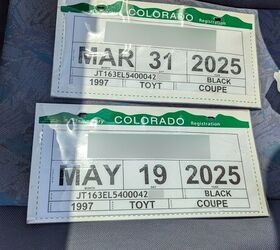 COLORADO
Registration
MAR 31 2025
JT163EL5400042
BLACK
1997 TOYT COUPE
COLORADO
Registration
MAY 19 2025
JT163EL5400042
BLACK
1997 TOYT COUPE